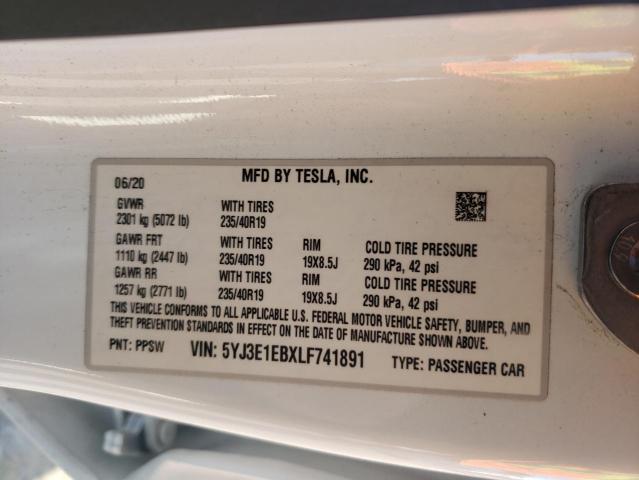 MFD BY TESLA, INC.
06/20
GVWR WITH TIRES
2301 kg (5072 lb) 235/40R19
GAWR FRT WITH TIRES RIM COLD TIRE PRESSURE
1110 kg (2447 lb) 235/40R19 19X8.5J 290 kPa, 42 psi
GAWR RR WITH TIRES RIM COLD TIRE PRESSURE
1257 kg (2771 lb) 235/40R19 19X8.5J 290 kPa, 42 psi
THIS VEHICLE CONFORMS TO ALL APPLICABLE U.S. FEDERAL MOTOR VEHICLE SAFETY, BUMPER, AND
THEFT PREVENTION STANDARDS IN EFFECT ON THE DATE OF MANUFACTURE SHOWN ABOVE.
PNT: PPSW VIN: 5YJ3E1EBXLF741891 TYPE: PASSENGER CAR